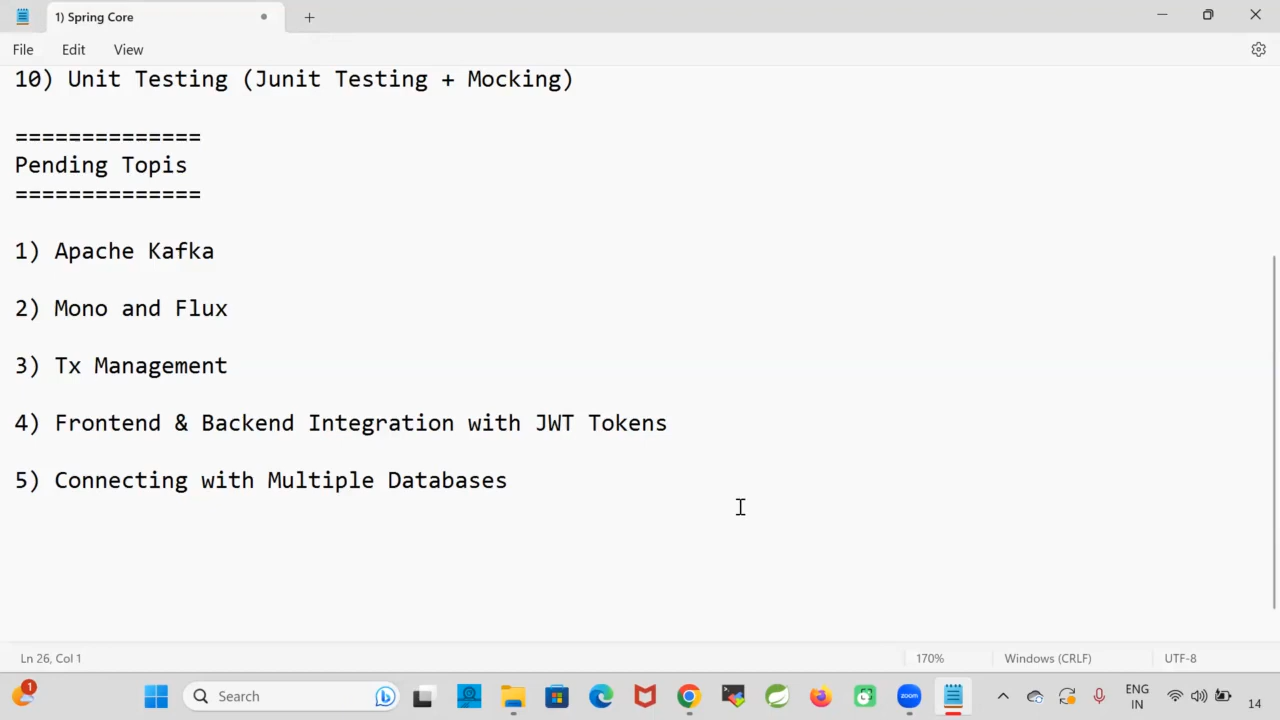 1) Spring Core
File Edit View
10) Unit Testing (Junit Testing + Mocking)
==============
Pending Topis
==============
1) Apache Kafka
2) Mono and Flux
3) Tx Management
4) Frontend & Backend Integration with JWT Tokens
5) Connecting with Multiple Databases
Ln 26, Col 1 170% Windows (CRLF) UTF-8
1 Search zoom ENG 14
IN